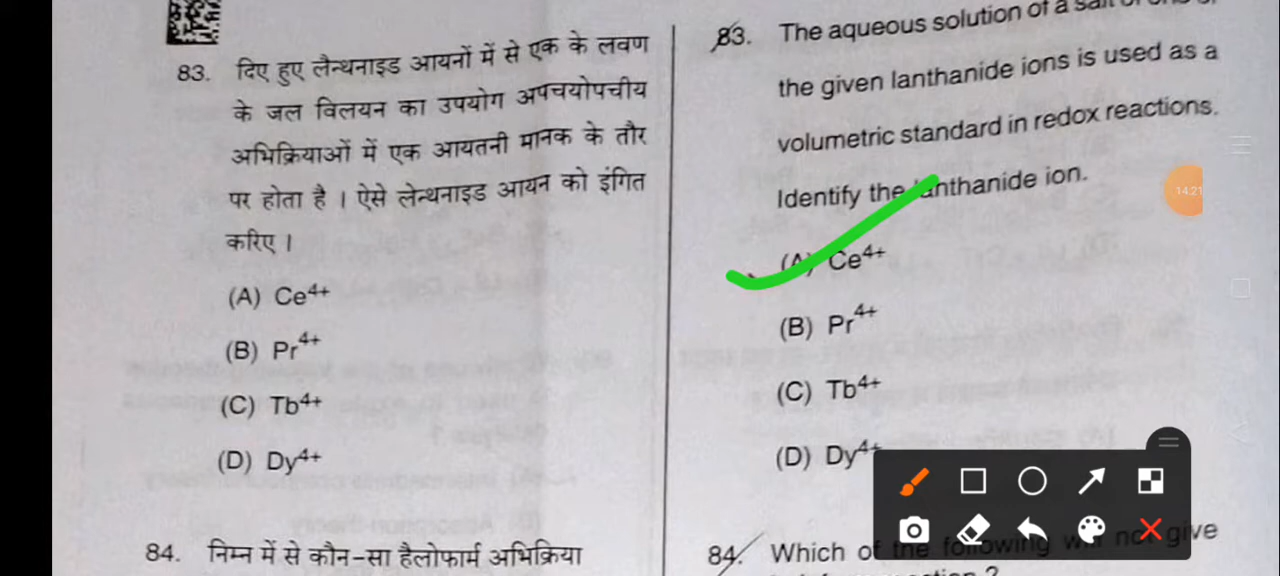 83. दिए हुए लैन्थनाइड आयनों में से एक के लवण
के जल विलयन का उपयोग अपचयोपचीय
अभिक्रियाओं में एक आयतनी मानक के तौर
पर होता है । ऐसे लेन्थनाइड आयन को इंगित
करिए ।
(A) Ce⁴⁺
(B) Pr⁴⁺
(C) Tb⁴⁺
(D) Dy⁴⁺
84. निम्न में से कौन-सा हैलोफार्म अभिक्रिया
83. The aqueous solution of a
the given lanthanide ions is used as a
volumetric standard in redox reactions.
Identify the lanthanide ion.
(A) Ce⁴⁺
(B) Pr⁴⁺
(C) Tb⁴⁺
(D) Dy⁴⁺
84. Which of the following will not give
14:21